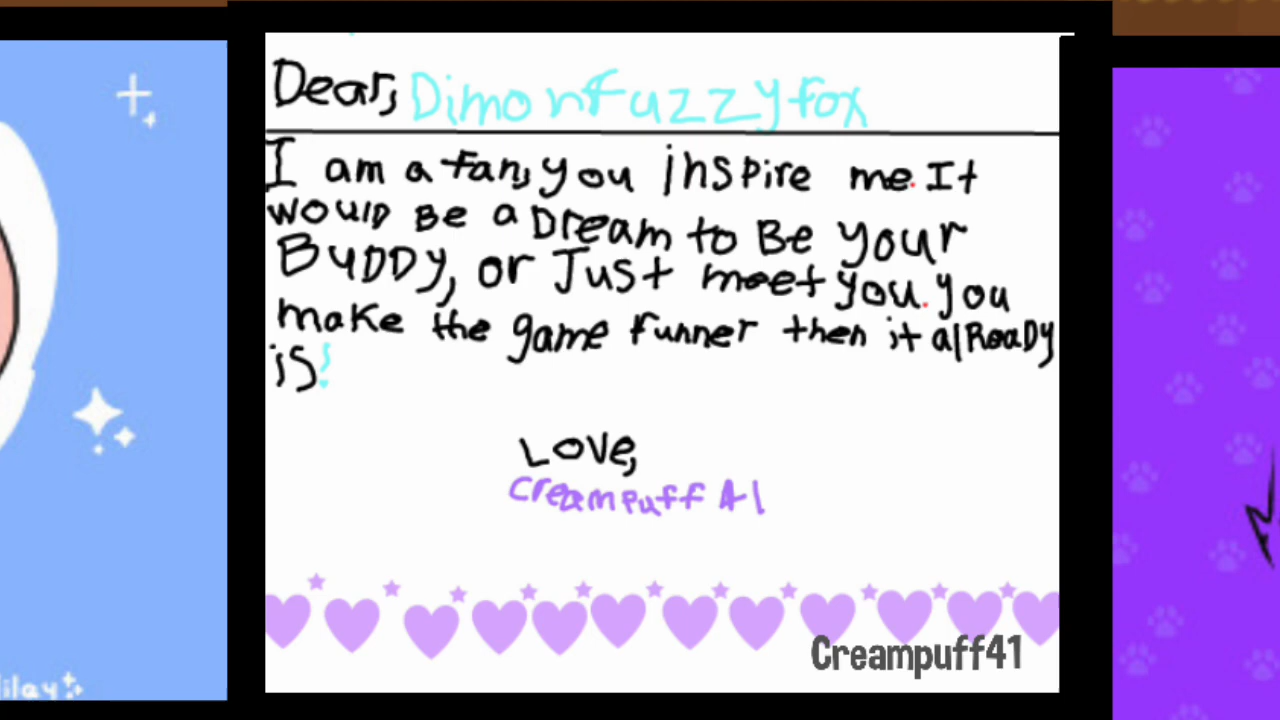 Dear, Dimonfuzzyfox
I am a fan, you inspire me. It
would Be a Dream to Be your
BuDDy, or Just meet you. you
make the game funner then it alReaDy
is!
Love,
Creampuff 41
Creampuff41